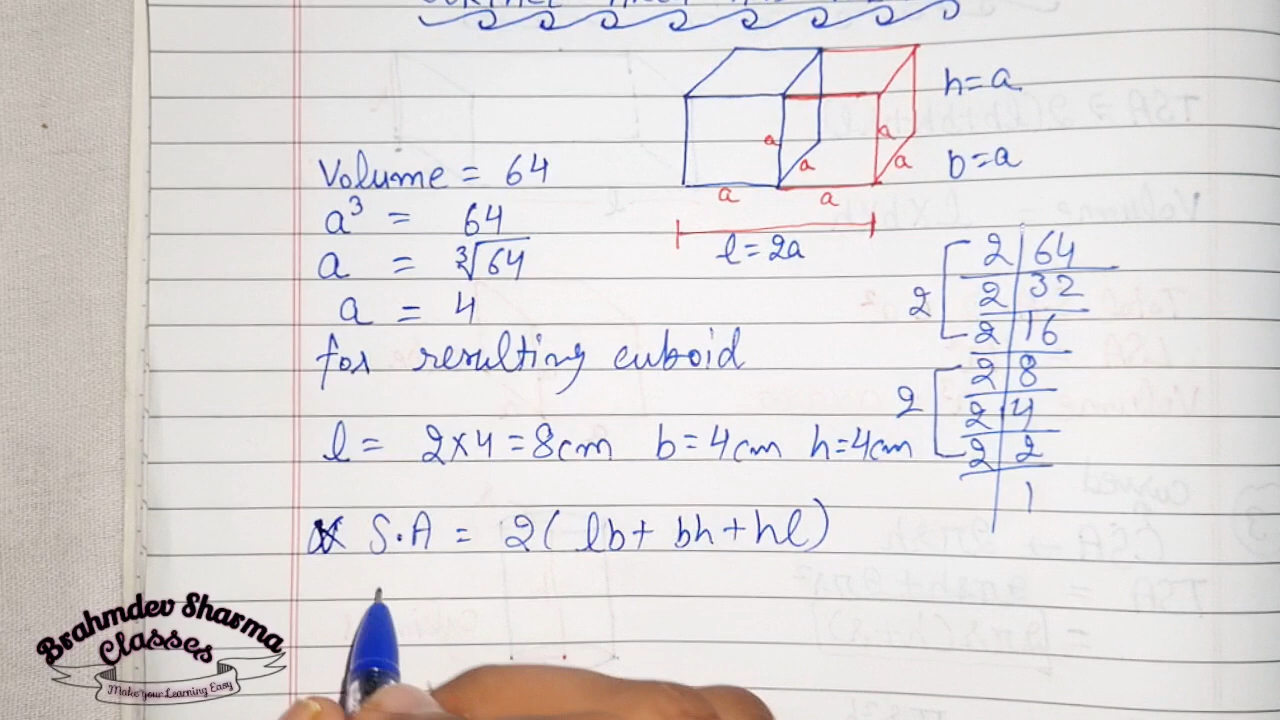 h=a
a
a
a
a
b=a
a
a
l=2a
Volume = 64
a³ = 64
a = ∛64
a = 4
for resulting cuboid
l = 2×4=8cm b=4cm h=4cm
S.A = 2( lb+ bh+hl)
2 | 64
2 | 32
2 | 16
2 | 8
2 | 4
2 | 2
1
2
2
Brahmdev Sharma
Classes
Make your Learning Easy